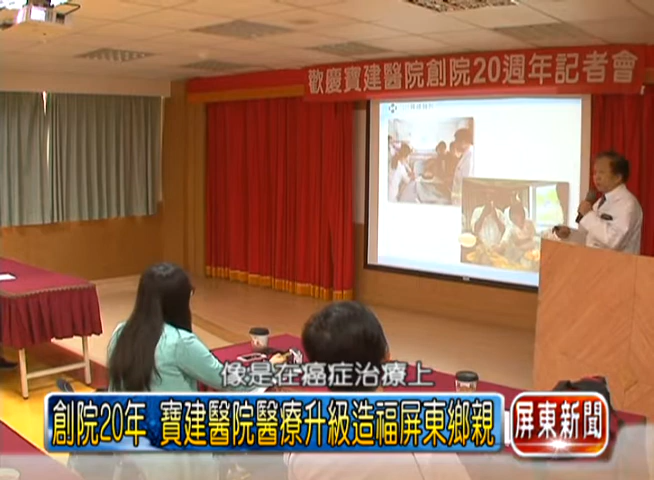 歡慶寶建醫院創院20週年記者會
像是在癌症治療上
創院20年 寶建醫院醫療升級造福屏東鄉親
屏東新聞